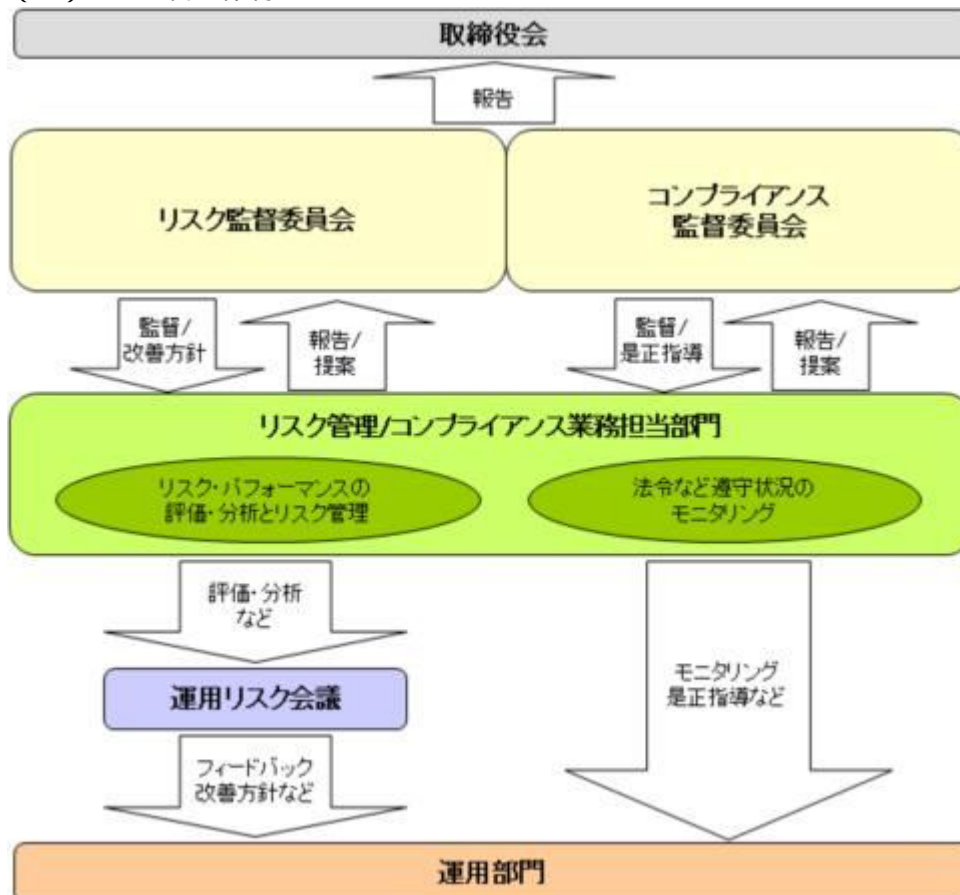 取締役会
報告
リスク監督委員会
コンプライアンス
監督委員会
監督/
改善方針
報告/
提案
監督/
是正指導
報告/
提案
リスク管理/コンプライアンス業務担当部門
リスク・パフォーマンスの
評価・分析とリスク管理
法令など遵守状況の
モニタリング
評価・分析
など
運用リスク会議
モニタリング
是正指導など
フィードバック
改善方針など
運用部門